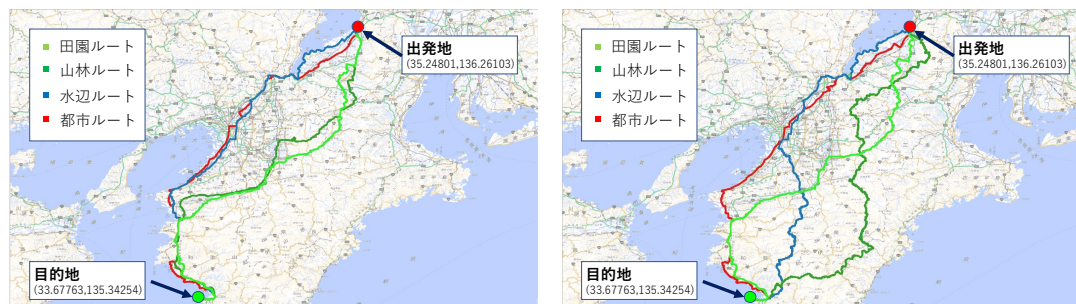 田園ルート
山林ルート
水辺ルート
都市ルート
出発地
(35.24801,136.26103)
目的地
(33.67763,135.34254)
田園ルート
山林ルート
水辺ルート
都市ルート
出発地
(35.24801,136.26103)
目的地
(33.67763,135.34254)